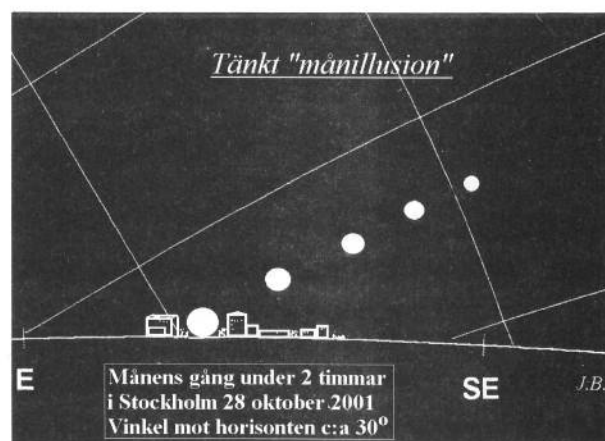 Tänkt "månillusion"
E
SE
J.B.
Månens gång under 2 timmar
i Stockholm 28 oktober 2001
Vinkel mot horisonten c:a 30°